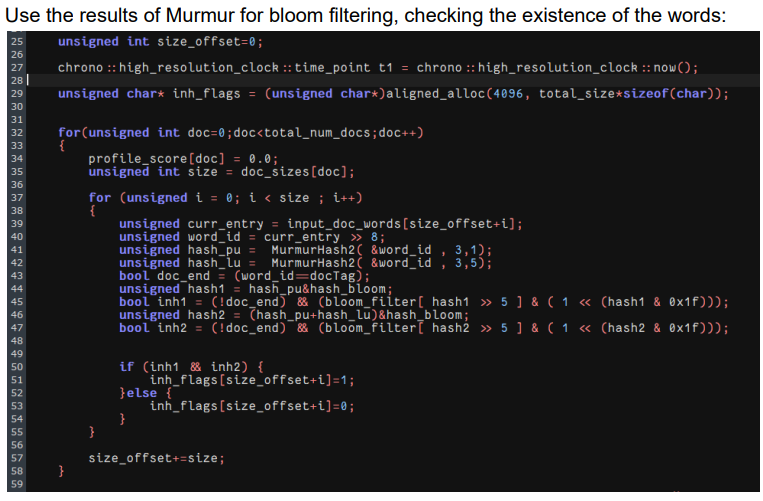 Use the results of Murmur for bloom filtering, checking the existence of the words:
25 unsigned int size_offset=0;
26
27 chrono::high_resolution_clock::time_point t1 = chrono::high_resolution_clock::now();
28
29 unsigned char* inh_flags = (unsigned char*)aligned_alloc(4096, total_size*sizeof(char));
30
31
32 for(unsigned int doc=0;doc<total_num_docs;doc++)
33 {
34 profile_score[doc] = 0.0;
35 unsigned int size = doc_sizes[doc];
36
37 for (unsigned i = 0; i < size ; i++)
38 {
39 unsigned curr_entry = input_doc_words[size_offset+i];
40 unsigned word_id = curr_entry >> 8;
41 unsigned hash_pu = MurmurHash2( &word_id , 3,1);
42 unsigned hash_lu = MurmurHash2( &word_id , 3,5);
43 bool doc_end = (word_id==docTag);
44 unsigned hash1 = hash_pu&hash_bloom;
45 bool inh1 = (!doc_end) && (bloom_filter[ hash1 >> 5 ] & ( 1 << (hash1 & 0x1f)));
46 unsigned hash2 = (hash_pu+hash_lu)&hash_bloom;
47 bool inh2 = (!doc_end) && (bloom_filter[ hash2 >> 5 ] & ( 1 << (hash2 & 0x1f)));
48
49
50 if (inh1 && inh2) {
51 inh_flags[size_offset+i]=1;
52 }else {
53 inh_flags[size_offset+i]=0;
54 }
55 }
56
57 size_offset+=size;
58 }
59